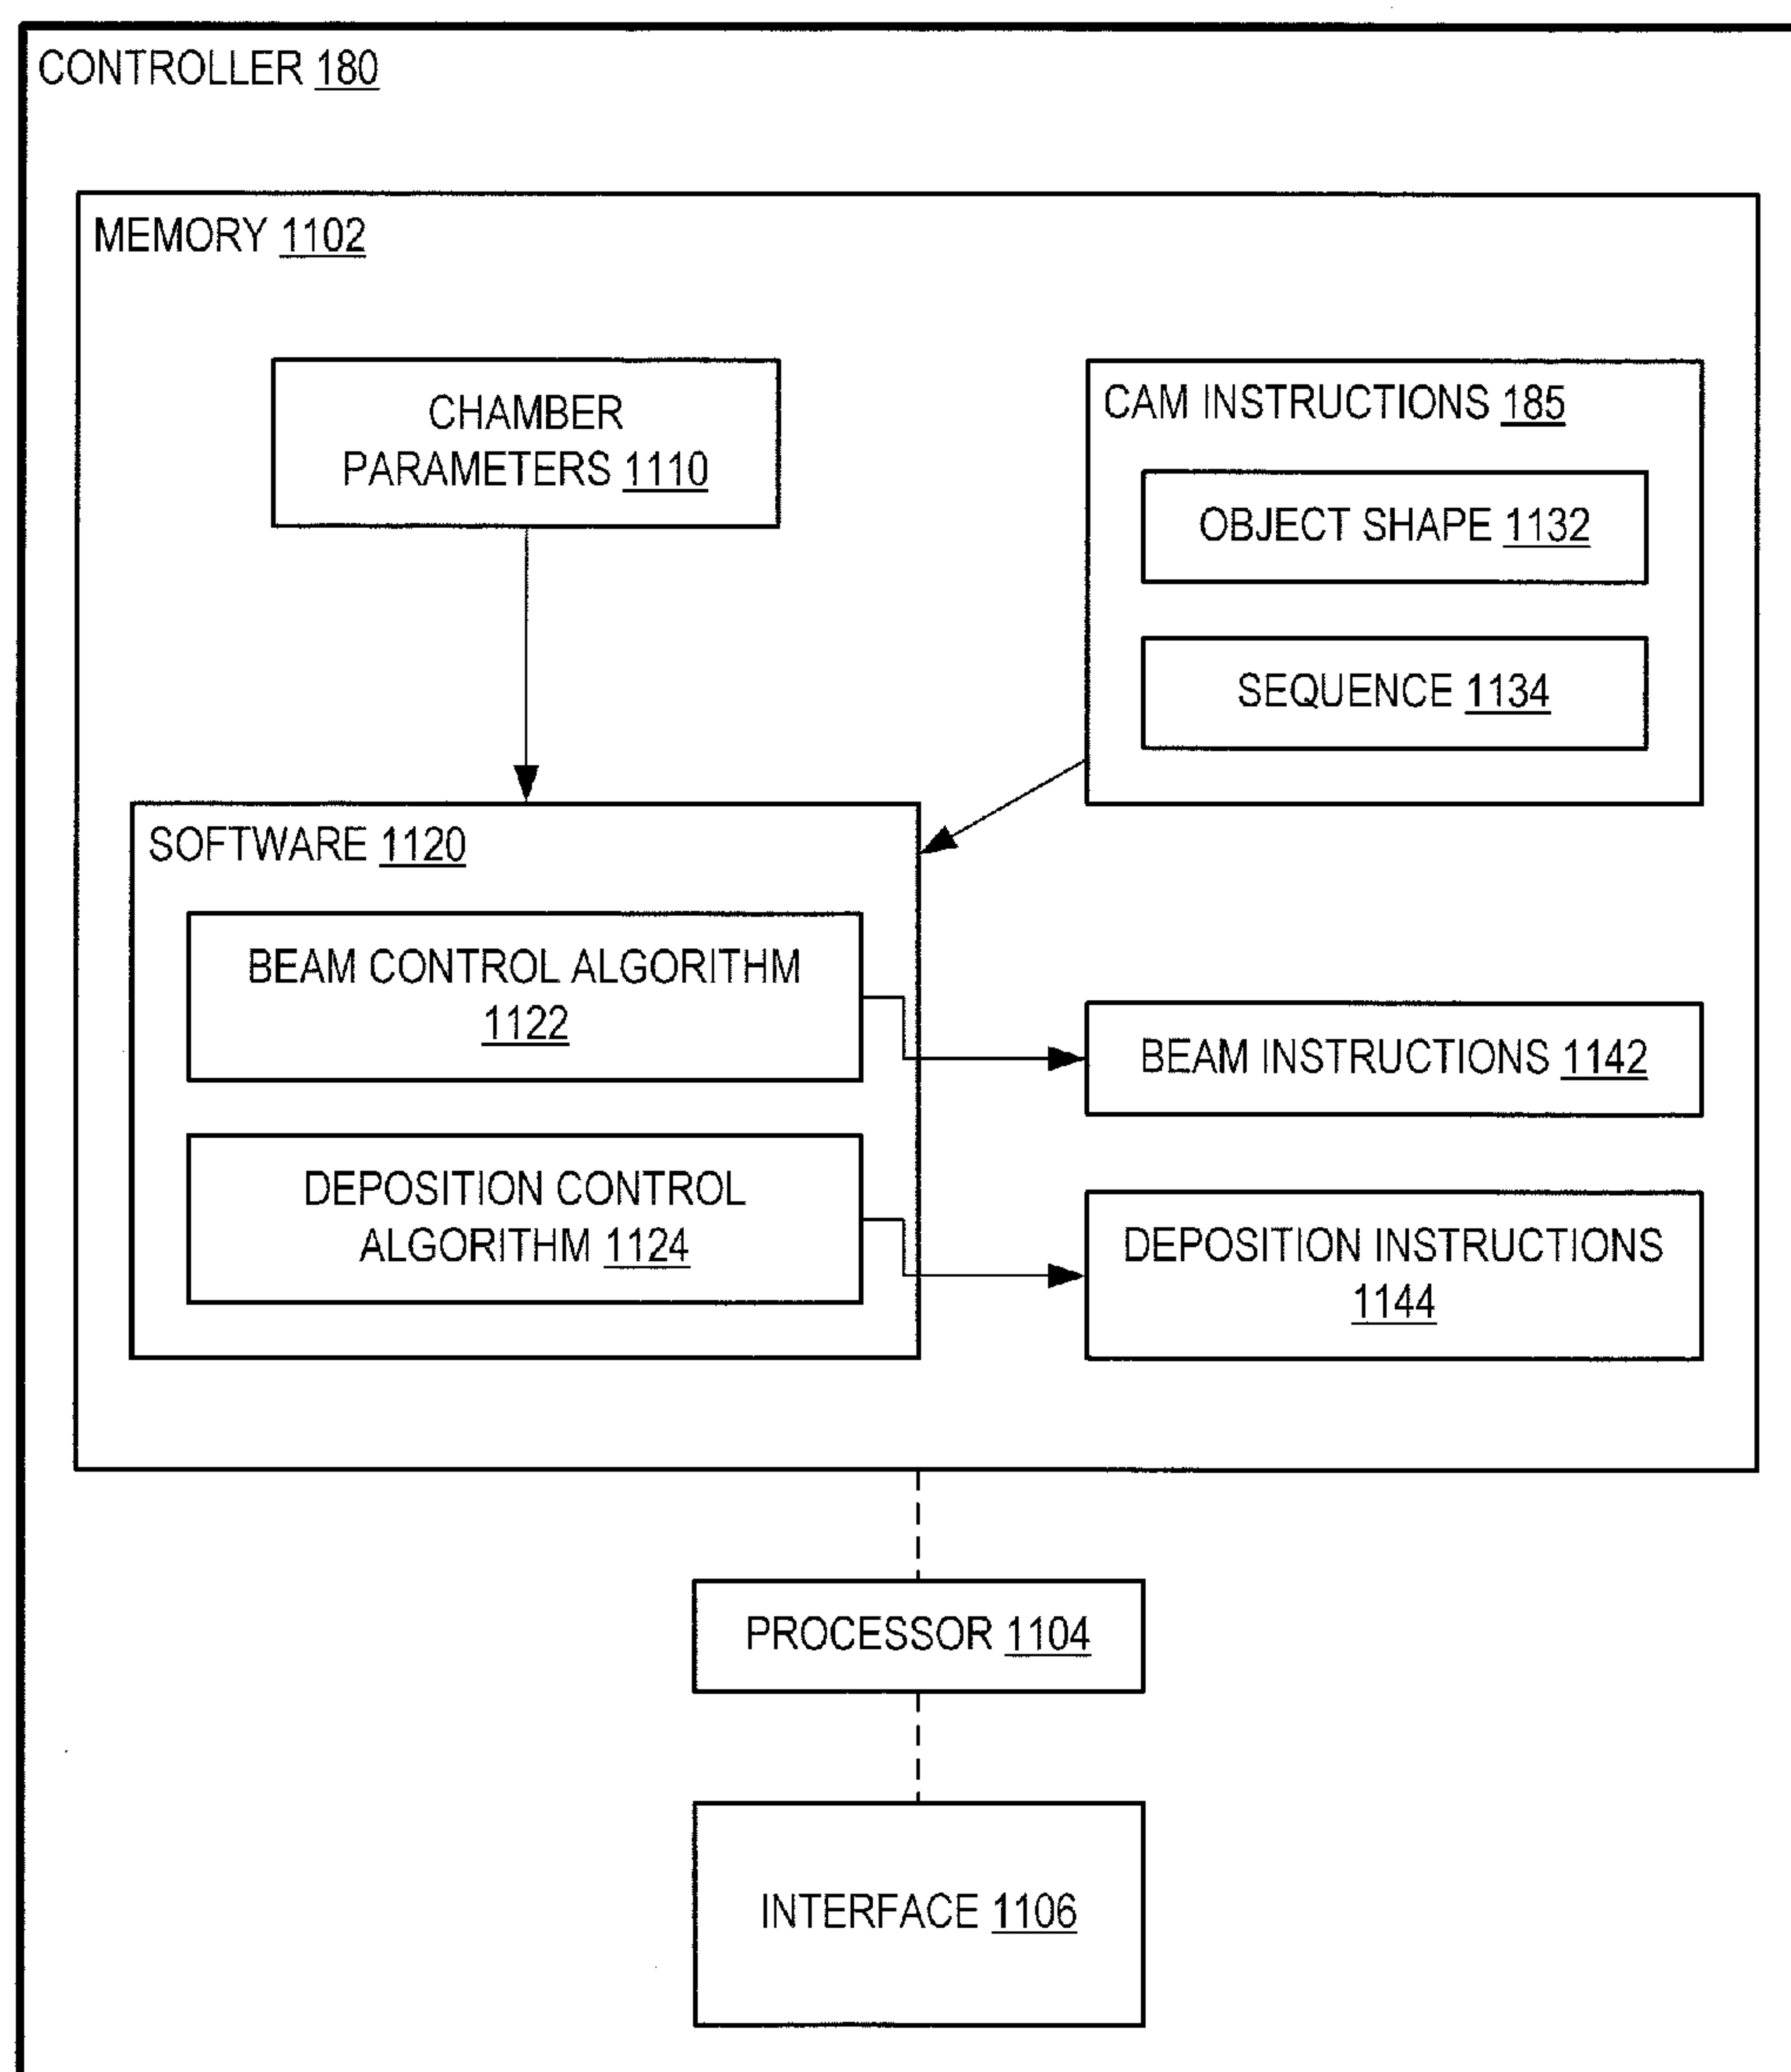 CONTROLLER 180
MEMORY 1102
CHAMBER
PARAMETERS 1110
CAM INSTRUCTIONS 185
OBJECT SHAPE 1132
SEQUENCE 1134
SOFTWARE 1120
BEAM CONTROL ALGORITHM
1122
BEAM INSTRUCTIONS 1142
DEPOSITION CONTROL
ALGORITHM 1124
DEPOSITION INSTRUCTIONS
1144
PROCESSOR 1104
INTERFACE 1106